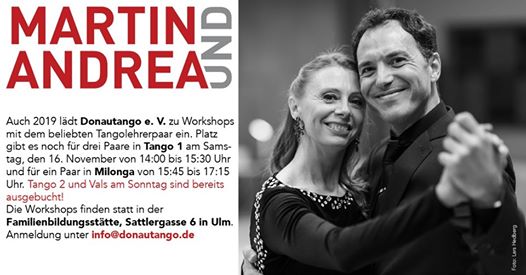 MARTIN
UND
ANDREA
Auch 2019 lädt Donautango e. V. zu Workshops
mit dem beliebten Tangolehrerpaar ein. Platz
gibt es noch für drei Paare in Tango 1 am Sams-
tag, den 16. November von 14:00 bis 15:30 Uhr
und für ein Paar in Milonga von 15:45 bis 17:15
Uhr. Tango 2 und Vals am Sonntag sind bereits
ausgebucht!
Die Workshops finden statt in der
Familienbildungsstätte, Sattlergasse 6 in Ulm.
Anmeldung unter info@donautango.de
Foto: Lars Hedberg